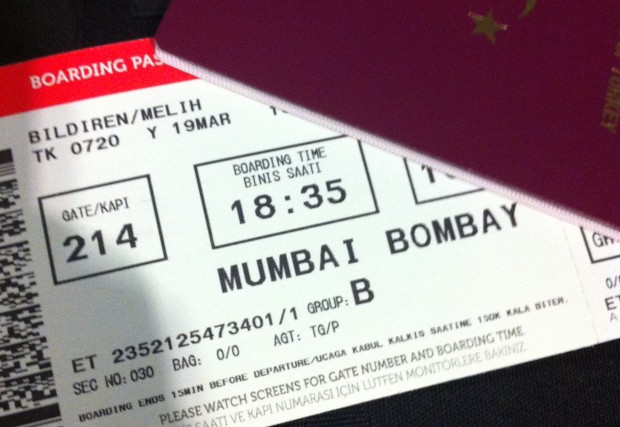 BOARDING PAS
BILDIREN/MELIH
TK 0720 Y 19MAR
GATE/KAPI
214
BOARDING TIME
BINIS SAATI
18:35
MUMBAI BOMBAY
ET 2352125473401/1 GROUP: B
SEC NO: 030 BAG: 0/0 AGT: TG/P
BOARDING ENDS 15MIN BEFORE DEPARTURE/UCAGA KABUL KALKIS SAATINE 15DK KALA BITER.
PLEASE WATCH SCREENS FOR GATE NUMBER AND BOARDING TIME.
SAATI VE KAPI NUMARASI İÇİN LÜTFEN MONITORLERE BAKINIZ
TURKEY